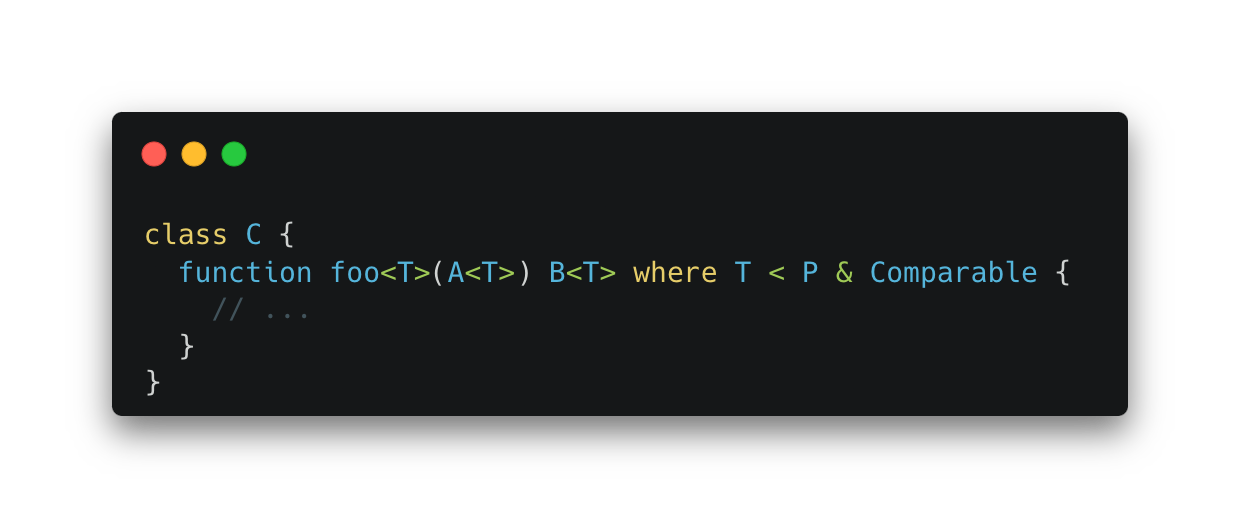 class C {
  function foo<T>(A<T>) B<T> where T < P & Comparable {
    // ...
  }
}